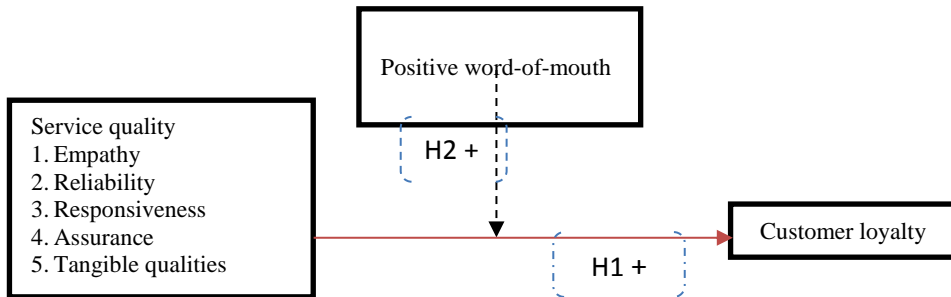 Positive word-of-mouth
Service quality
1. Empathy
2. Reliability
3. Responsiveness
4. Assurance
5. Tangible qualities
H2 +
Customer loyalty
H1 +